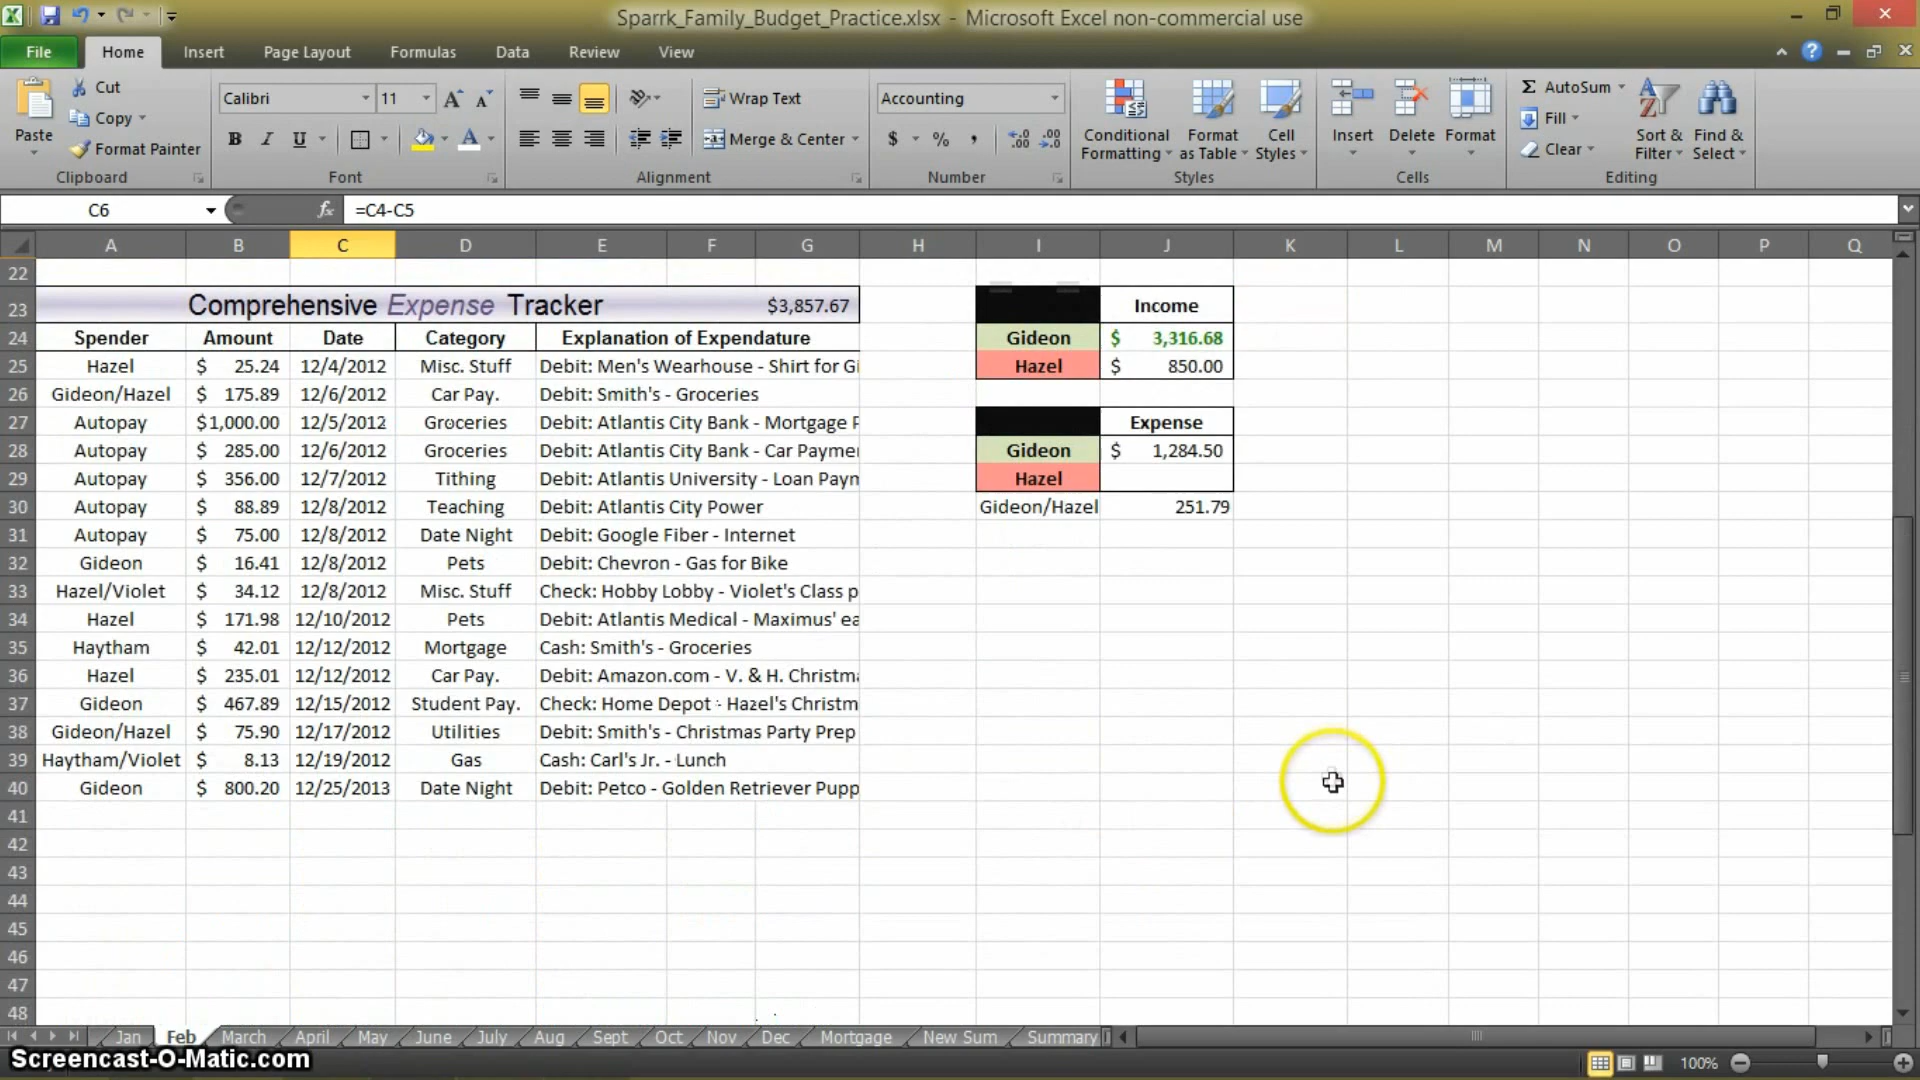 Sparrk_Family_Budget_Practice.xlsx - Microsoft Excel non-commercial use
File Home Insert Page Layout Formulas Data Review View
Paste
Cut
Copy
Format Painter
Clipboard
Calibri 11
B I U
Font
Wrap Text
Merge & Center
Alignment
Accounting
$ % ,
Number
Conditional Formatting
Format as Table
Cell Styles
Styles
Insert Delete Format
Cells
Σ AutoSum
Fill
Clear
Sort & Filter
Find & Select
Editing
C6 fx =C4-C5
A B C D E F G H I J K L M N O P Q
22
23 Comprehensive Expense Tracker $3,857.67 Income
24 Spender Amount Date Category Explanation of Expendature Gideon $ 3,316.68
25 Hazel $ 25.24 12/4/2012 Misc. Stuff Debit: Men's Wearhouse - Shirt for Gi Hazel $ 850.00
26 Gideon/Hazel $ 175.89 12/6/2012 Car Pay. Debit: Smith's - Groceries
27 Autopay $1,000.00 12/5/2012 Groceries Debit: Atlantis City Bank - Mortgage P Expense
28 Autopay $ 285.00 12/6/2012 Groceries Debit: Atlantis City Bank - Car Paymer Gideon $ 1,284.50
29 Autopay $ 356.00 12/7/2012 Tithing Debit: Atlantis University - Loan Payn Hazel
30 Autopay $ 88.89 12/8/2012 Teaching Debit: Atlantis City Power Gideon/Hazel 251.79
31 Autopay $ 75.00 12/8/2012 Date Night Debit: Google Fiber - Internet
32 Gideon $ 16.41 12/8/2012 Pets Debit: Chevron - Gas for Bike
33 Hazel/Violet $ 34.12 12/8/2012 Misc. Stuff Check: Hobby Lobby - Violet's Class p
34 Hazel $ 171.98 12/10/2012 Pets Debit: Atlantis Medical - Maximus' ea
35 Haytham $ 42.01 12/12/2012 Mortgage Cash: Smith's - Groceries
36 Hazel $ 235.01 12/12/2012 Car Pay. Debit: Amazon.com - V. & H. Christma
37 Gideon $ 467.89 12/15/2012 Student Pay. Check: Home Depot - Hazel's Christm
38 Gideon/Hazel $ 75.90 12/17/2012 Utilities Debit: Smith's - Christmas Party Prep
39 Haytham/Violet $ 8.13 12/19/2012 Gas Cash: Carl's Jr. - Lunch
40 Gideon $ 800.20 12/25/2013 Date Night Debit: Petco - Golden Retriever Pupp
41
42
43
44
45
46
47
48
Jan Feb March April May June July Aug Sept Oct Nov Dec Mortgage New Sum Summary
Screencast-O-Matic.com 100%